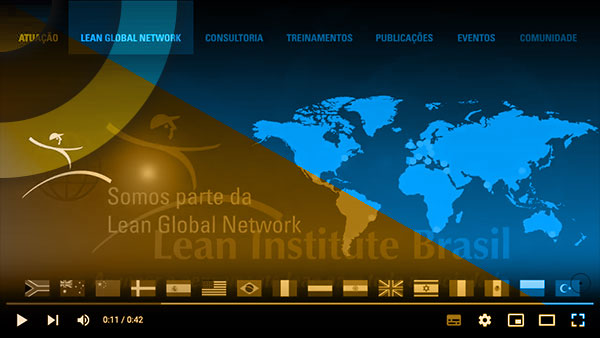 ATUAÇÃO LEAN GLOBAL NETWORK CONSULTORIA TREINAMENTOS PUBLICAÇÕES EVENTOS COMUNIDADE
Somos parte da
Lean Global Network
Lean Institute Brasil
0:11 / 0:42